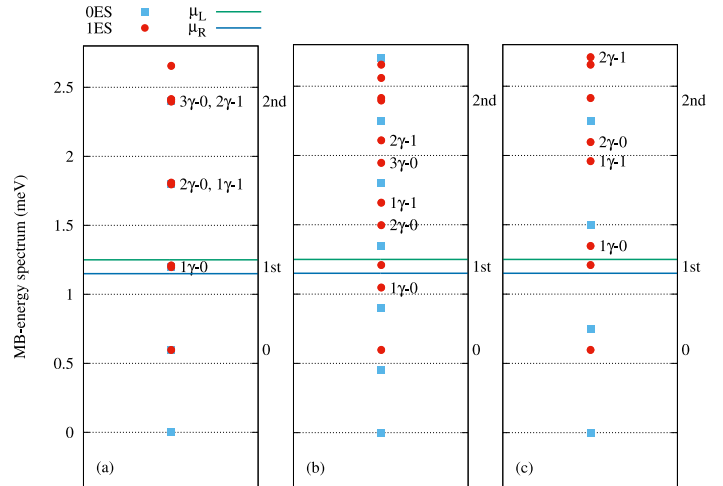 0ES μL
1ES μR
MB-energy spectrum (meV)
2.5
2
1.5
1
0.5
0
3γ-0, 2γ-1
2γ-0, 1γ-1
1γ-0
2nd
1st
0
(a)
2γ-1
3γ-0
1γ-1
2γ-0
1γ-0
2nd
1st
0
(b)
2γ-1
2γ-0
1γ-1
1γ-0
2nd
1st
0
(c)